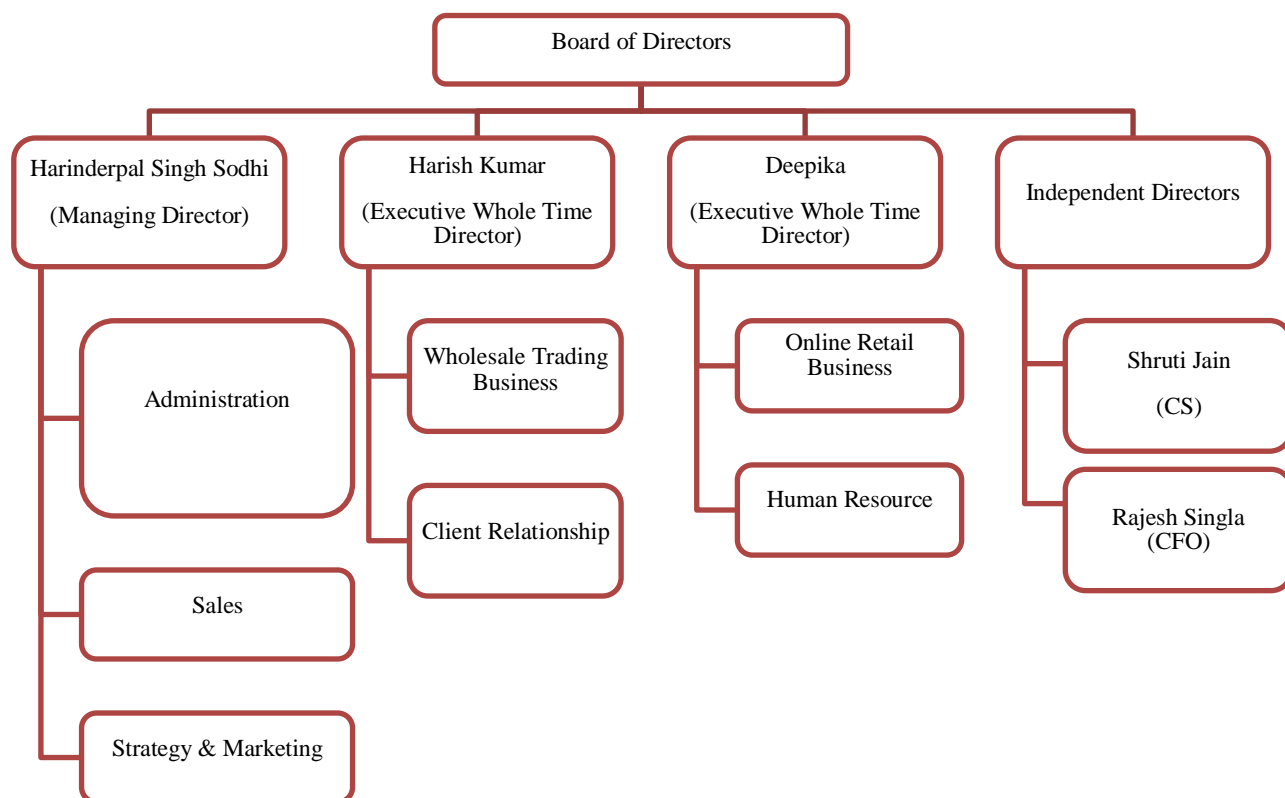 Board of Directors
Harinderpal Singh Sodhi
(Managing Director)
Harish Kumar
(Executive Whole Time
Director)
Deepika
(Executive Whole Time
Director)
Independent Directors
Administration
Sales
Strategy & Marketing
Wholesale Trading
Business
Client Relationship
Online Retail
Business
Human Resource
Shruti Jain
(CS)
Rajesh Singla
(CFO)